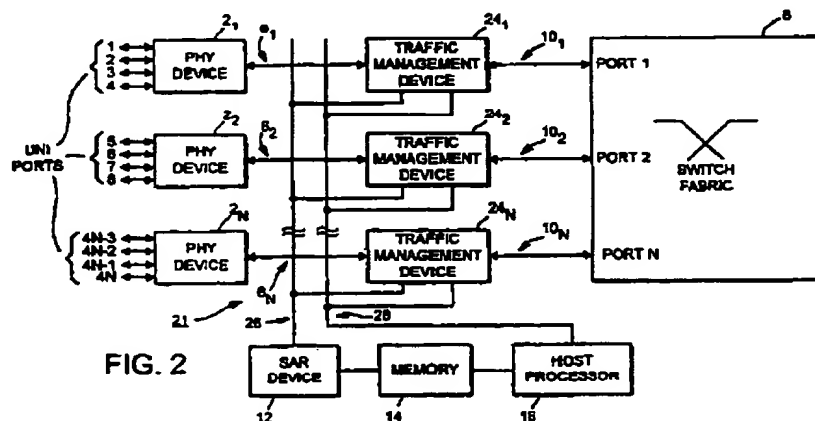 2₁
24₁
8
1
2
3
4
PHY
DEVICE
6₁
TRAFFIC
MANAGEMENT
DEVICE
10₁
PORT 1
UNI
PORTS
2₂
24₂
5
6
7
8
PHY
DEVICE
6₂
TRAFFIC
MANAGEMENT
DEVICE
10₂
PORT 2
SWITCH
FABRIC
2N
24N
4N-3
4N-2
4N-1
4N
PHY
DEVICE
6N
TRAFFIC
MANAGEMENT
DEVICE
10N
PORT N
21
26
28
FIG. 2
SAR
DEVICE
MEMORY
HOST
PROCESSOR
12
14
16